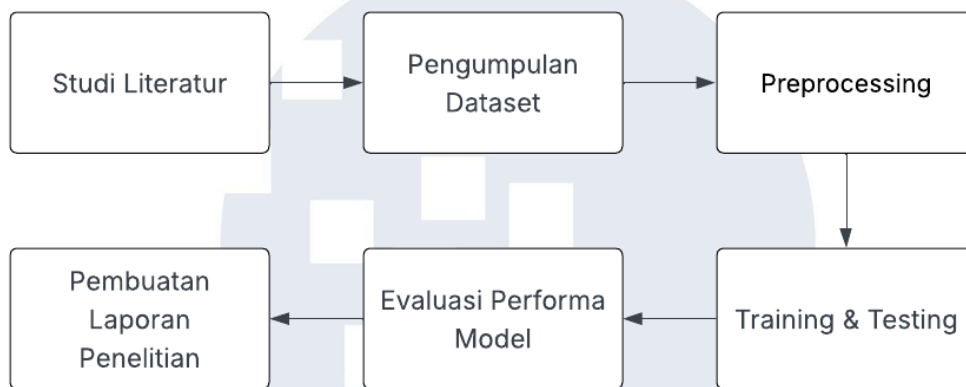 Studi Literatur
Pengumpulan
Dataset
Preprocessing
Training & Testing
Evaluasi Performa
Model
Pembuatan
Laporan
Penelitian